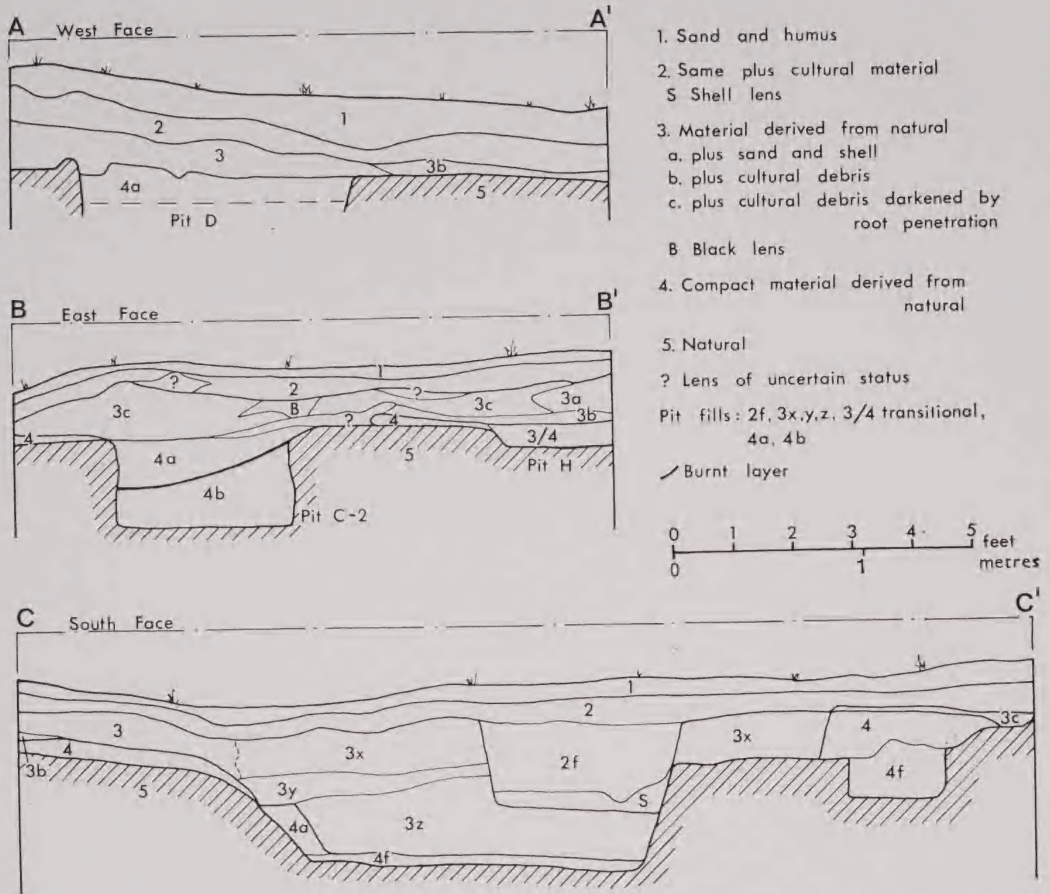 A West Face A'
1
2
3
3b
4a
5
Pit D
B East Face B'
1
?
2
3c
B
?
3c
3a
3b
4
?
4
3/4
4a
5
Pit H
4b
Pit C-2
1. Sand and humus
2. Same plus cultural material
S Shell lens
3. Material derived from natural
a. plus sand and shell
b. plus cultural debris
c. plus cultural debris darkened by
root penetration
B Black lens
4. Compact material derived from
natural
5. Natural
? Lens of uncertain status
Pit fills: 2f, 3x,y,z, 3/4 transitional,
4a, 4b
Burnt layer
0 1 2 3 4 5 feet
0 1 metres
C South Face C'
1
2
3
3c
4
3x
2f
3x
4
3b
5
3y
S
4f
4a
3z
4f